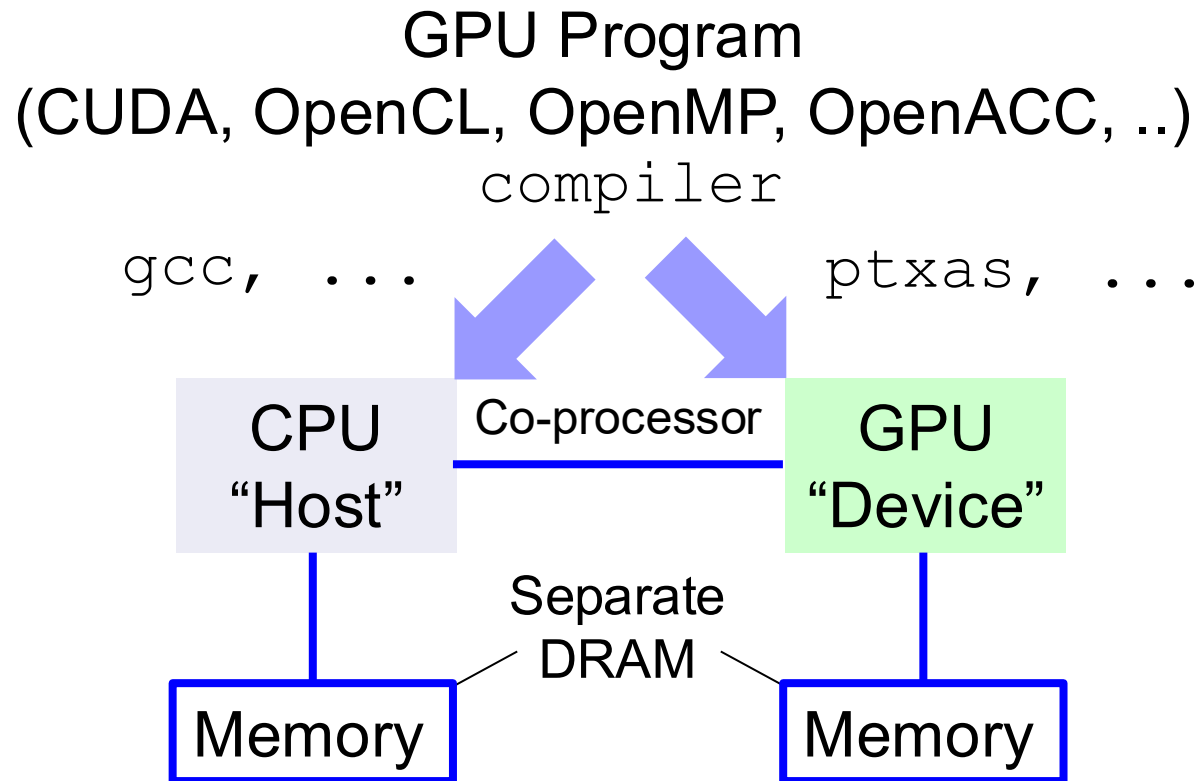 GPU Program
(CUDA, OpenCL, OpenMP, OpenACC, ..)
compiler
gcc, ...
ptxas, ...
CPU
“Host”
Co-processor
GPU
“Device”
Separate
DRAM
Memory
Memory